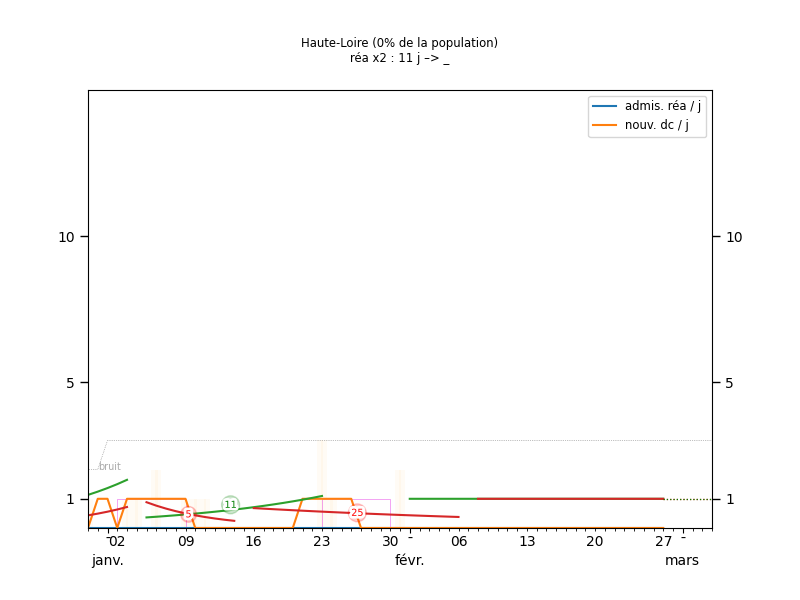 Haute-Loire (0% de la population)
réa x2 : 11 j –> _
admis. réa / j
nouv. dc / j
10 10
5 5
bruit
1 1
11
5
25
02 09 16 23 30 06 13 20 27
janv. févr. mars